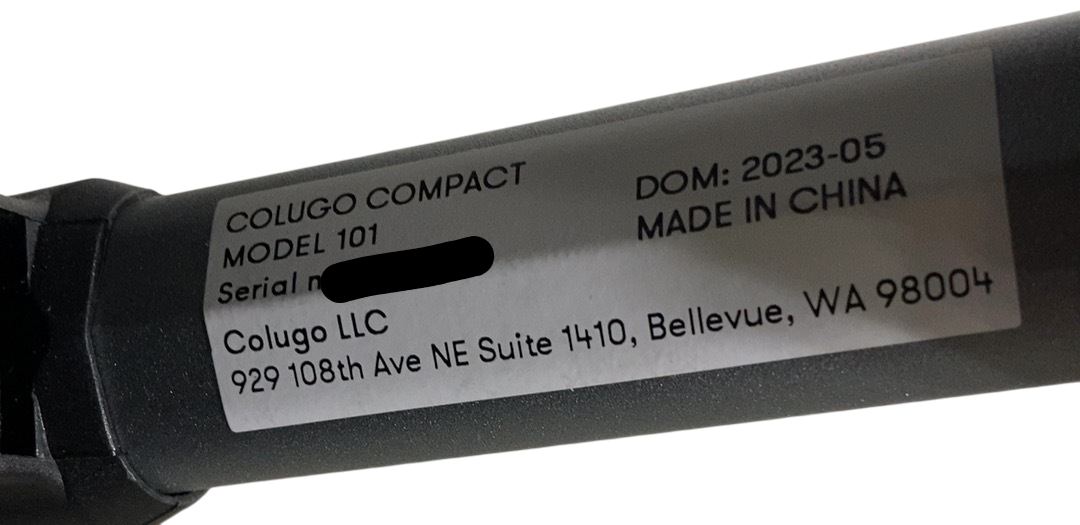 COLUGO COMPACT
MODEL 101
Serial
Colugo LLC
929 108th Ave NE Suite 1410, Bellevue, WA 98004
DOM: 2023-05
MADE IN CHINA